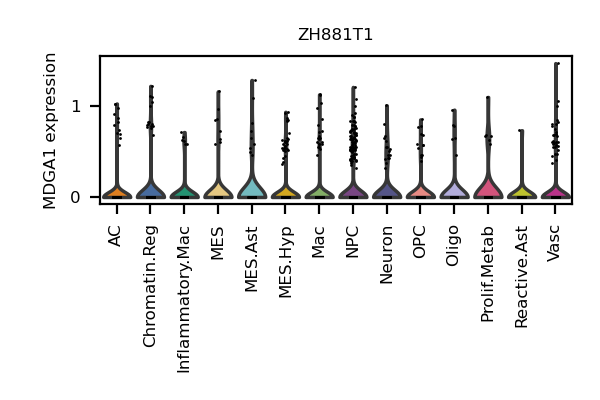 ZH881T1
MDGA1 expression
1
0
AC
Chromatin.Reg
Inflammatory.Mac
MES
MES.Ast
MES.Hyp
Mac
NPC
Neuron
OPC
Oligo
Prolif.Metab
Reactive.Ast
Vasc